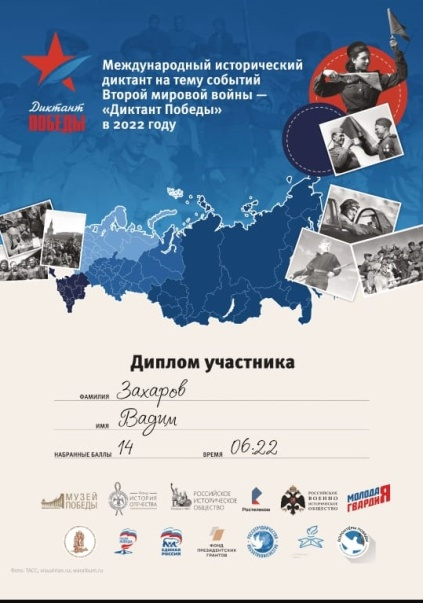 Международный исторический
диктант на тему событий
Второй мировой войны —
«Диктант Победы»
в 2022 году
Диктант
ПОБЕДЫ
Диплом участника
ФАМИЛИЯ Захаров
ИМЯ Вадим
НАБРАННЫЕ БАЛЛЫ 14 ВРЕМЯ 06:22
МУЗЕЙ ПОБЕДЫ
ИСТОРИЯ ОТЕЧЕСТВА
РОССИЙСКОЕ ИСТОРИЧЕСКОЕ ОБЩЕСТВО
Ростелеком
РОССИЙСКОЕ ВОЕННО ИСТОРИЧЕСКОЕ ОБЩЕСТВО
МОЛОДАЯ ГВАРДИЯ
ЕДИНАЯ РОССИЯ
ФОНД ПРЕЗИДЕНТСКИХ ГРАНТОВ
Фото: ТАСС,